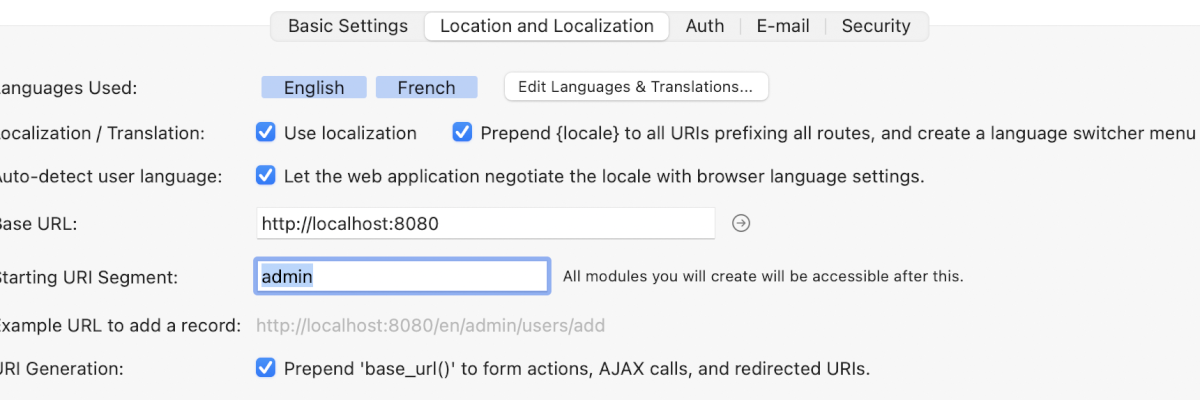 Basic Settings Location and Localization Auth E-mail Security
anguages Used: English French Edit Languages & Translations...
ocalization / Translation: Use localization Prepend {locale} to all URIs prefixing all routes, and create a language switcher menu
uto-detect user language: Let the web application negotiate the locale with browser language settings.
ase URL: http://localhost:8080
tarting URI Segment: admin All modules you will create will be accessible after this.
xample URL to add a record: http://localhost:8080/en/admin/users/add
RI Generation: Prepend 'base_url()' to form actions, AJAX calls, and redirected URIs.